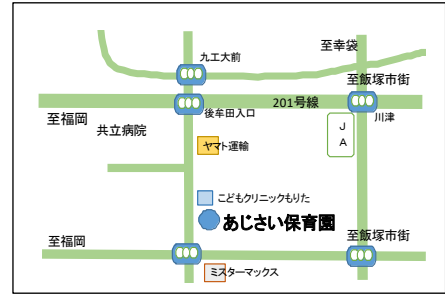 至幸袋
九工大前
至飯塚市街
201号線
至福岡
後牟田入口
川津
共立病院
JA
ヤマト運輸
こどもクリニックもりた
あじさい保育園
至福岡
至飯塚市街
ミスターマックス